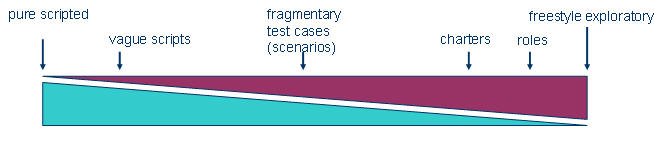 pure scripted
vague scripts
fragmentary
test cases
(scenarios)
charters
roles
freestyle exploratory